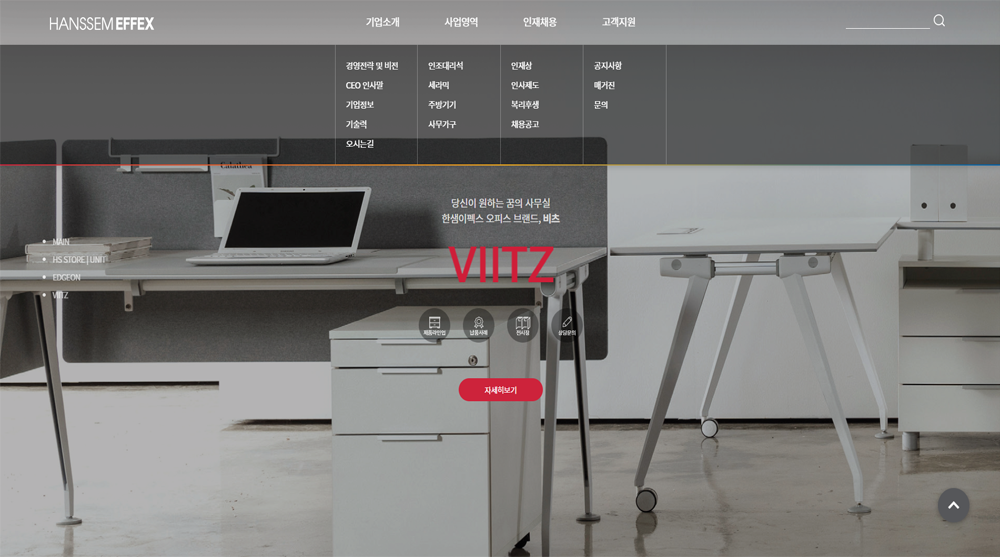 HANSSEM EFFEX
기업소개 사업영역 인재채용 고객지원
경영전략 및 비전 인조대리석 인재상 공지사항
CEO 인사말 세라믹 인사제도 매거진
기업정보 주방기기 복리후생 문의
기술력 사무가구 채용공고
오시는길
Calathea
당신이 원하는 꿈의 사무실
한샘이펙스 오피스 브랜드, 비츠
VIITZ
MAIN
HS STORE | UNIT
EDGEON
VIITZ
제품라인업 납품사례 전시장 상담문의
자세히보기